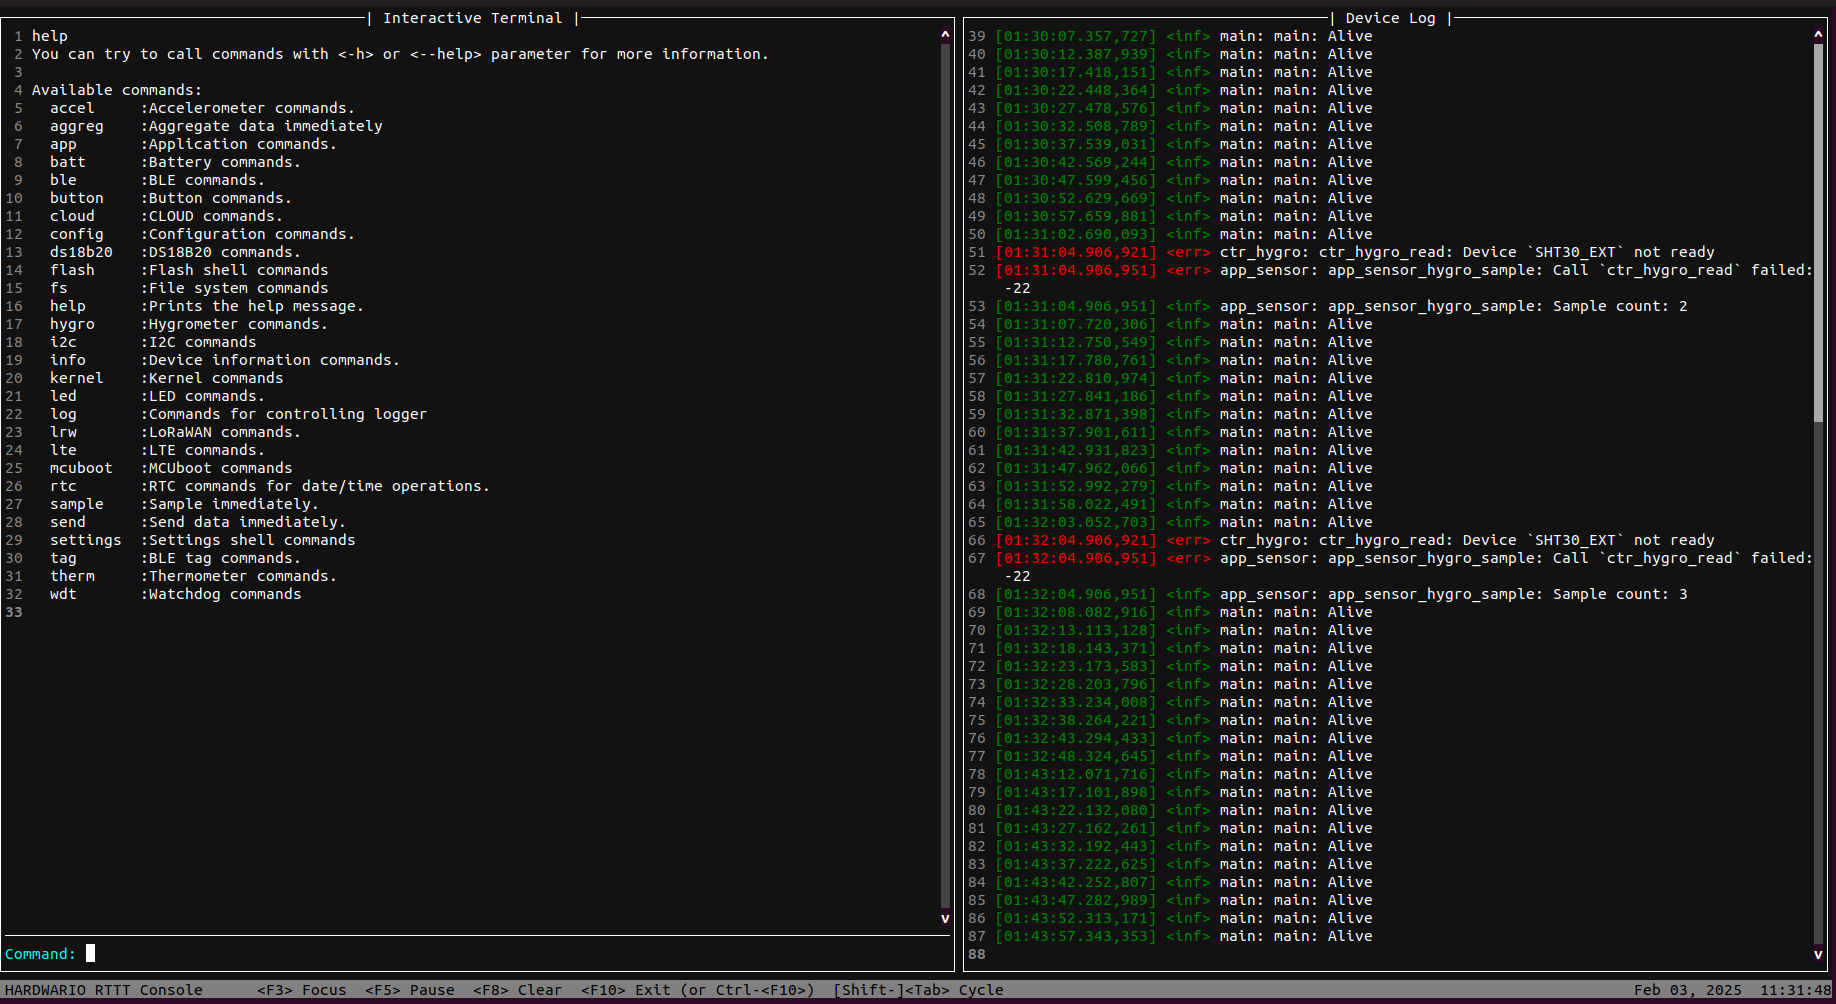 | Interactive Terminal |
1 help
2 You can try to call commands with <-h> or <--help> parameter for more information.
3
4 Available commands:
5   accel     :Accelerometer commands.
6   aggreg    :Aggregate data immediately
7   app       :Application commands.
8   batt      :Battery commands.
9   ble       :BLE commands.
10   button    :Button commands.
11   cloud     :CLOUD commands.
12   config    :Configuration commands.
13   ds18b20   :DS18B20 commands.
14   flash     :Flash shell commands
15   fs        :File system commands
16   help      :Prints the help message.
17   hygro     :Hygrometer commands.
18   i2c       :I2C commands
19   info      :Device information commands.
20   kernel    :Kernel commands
21   led       :LED commands.
22   log       :Commands for controlling logger
23   lrw       :LoRaWAN commands.
24   lte       :LTE commands.
25   mcuboot   :MCUboot commands
26   rtc       :RTC commands for date/time operations.
27   sample    :Sample immediately.
28   send      :Send data immediately.
29   settings  :Settings shell commands
30   tag       :BLE tag commands.
31   therm     :Thermometer commands.
32   wdt       :Watchdog commands
33
Command:
| Device Log |
39 [01:30:07.357,727] <inf> main: main: Alive
40 [01:30:12.387,939] <inf> main: main: Alive
41 [01:30:17.418,151] <inf> main: main: Alive
42 [01:30:22.448,364] <inf> main: main: Alive
43 [01:30:27.478,576] <inf> main: main: Alive
44 [01:30:32.508,789] <inf> main: main: Alive
45 [01:30:37.539,031] <inf> main: main: Alive
46 [01:30:42.569,244] <inf> main: main: Alive
47 [01:30:47.599,456] <inf> main: main: Alive
48 [01:30:52.629,669] <inf> main: main: Alive
49 [01:30:57.659,881] <inf> main: main: Alive
50 [01:31:02.690,093] <inf> main: main: Alive
51 [01:31:04.906,921] <err> ctr_hygro: ctr_hygro_read: Device `SHT30_EXT` not ready
52 [01:31:04.906,951] <err> app_sensor: app_sensor_hygro_sample: Call `ctr_hygro_read` failed:
-22
53 [01:31:04.906,951] <inf> app_sensor: app_sensor_hygro_sample: Sample count: 2
54 [01:31:07.720,306] <inf> main: main: Alive
55 [01:31:12.750,549] <inf> main: main: Alive
56 [01:31:17.780,761] <inf> main: main: Alive
57 [01:31:22.810,974] <inf> main: main: Alive
58 [01:31:27.841,186] <inf> main: main: Alive
59 [01:31:32.871,398] <inf> main: main: Alive
60 [01:31:37.901,611] <inf> main: main: Alive
61 [01:31:42.931,823] <inf> main: main: Alive
62 [01:31:47.962,066] <inf> main: main: Alive
63 [01:31:52.992,279] <inf> main: main: Alive
64 [01:31:58.022,491] <inf> main: main: Alive
65 [01:32:03.052,703] <inf> main: main: Alive
66 [01:32:04.906,921] <err> ctr_hygro: ctr_hygro_read: Device `SHT30_EXT` not ready
67 [01:32:04.906,951] <err> app_sensor: app_sensor_hygro_sample: Call `ctr_hygro_read` failed:
-22
68 [01:32:04.906,951] <inf> app_sensor: app_sensor_hygro_sample: Sample count: 3
69 [01:32:08.082,916] <inf> main: main: Alive
70 [01:32:13.113,128] <inf> main: main: Alive
71 [01:32:18.143,371] <inf> main: main: Alive
72 [01:32:23.173,583] <inf> main: main: Alive
73 [01:32:28.203,796] <inf> main: main: Alive
74 [01:32:33.234,008] <inf> main: main: Alive
75 [01:32:38.264,221] <inf> main: main: Alive
76 [01:32:43.294,433] <inf> main: main: Alive
77 [01:32:48.324,645] <inf> main: main: Alive
78 [01:43:12.071,716] <inf> main: main: Alive
79 [01:43:17.101,898] <inf> main: main: Alive
80 [01:43:22.132,080] <inf> main: main: Alive
81 [01:43:27.162,261] <inf> main: main: Alive
82 [01:43:32.192,443] <inf> main: main: Alive
83 [01:43:37.222,625] <inf> main: main: Alive
84 [01:43:42.252,807] <inf> main: main: Alive
85 [01:43:47.282,989] <inf> main: main: Alive
86 [01:43:52.313,171] <inf> main: main: Alive
87 [01:43:57.343,353] <inf> main: main: Alive
88
HARDWARIO RTTT Console      <F3> Focus  <F5> Pause  <F8> Clear  <F10> Exit (or Ctrl-<F10>)  [Shift-]<Tab> Cycle      Feb 03, 2025  11:31:48